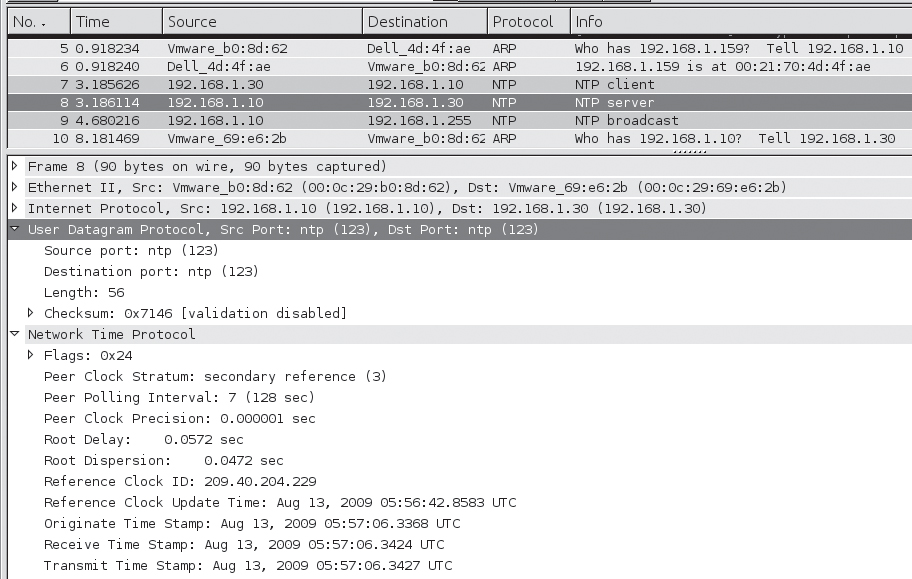 No. . Time Source Destination Protocol Info
5 0.918234 Vmware_b0:8d:62 Dell_4d:4f:ae ARP Who has 192.168.1.159? Tell 192.168.1.10
6 0.918240 Dell_4d:4f:ae Vmware_b0:8d:62 ARP 192.168.1.159 is at 00:21:70:4d:4f:ae
7 3.185626 192.168.1.30 192.168.1.10 NTP NTP client
8 3.186114 192.168.1.10 192.168.1.30 NTP NTP server
9 4.680216 192.168.1.10 192.168.1.255 NTP NTP broadcast
10 8.181469 Vmware_69:e6:2b Vmware_b0:8d:62 ARP Who has 192.168.1.10? Tell 192.168.1.30
Frame 8 (90 bytes on wire, 90 bytes captured)
Ethernet II, Src: Vmware_b0:8d:62 (00:0c:29:b0:8d:62), Dst: Vmware_69:e6:2b (00:0c:29:69:e6:2b)
Internet Protocol, Src: 192.168.1.10 (192.168.1.10), Dst: 192.168.1.30 (192.168.1.30)
User Datagram Protocol, Src Port: ntp (123), Dst Port: ntp (123)
Source port: ntp (123)
Destination port: ntp (123)
Length: 56
Checksum: 0x7146 [validation disabled]
Network Time Protocol
Flags: 0x24
Peer Clock Stratum: secondary reference (3)
Peer Polling Interval: 7 (128 sec)
Peer Clock Precision: 0.000001 sec
Root Delay: 0.0572 sec
Root Dispersion: 0.0472 sec
Reference Clock ID: 209.40.204.229
Reference Clock Update Time: Aug 13, 2009 05:56:42.8583 UTC
Originate Time Stamp: Aug 13, 2009 05:57:06.3368 UTC
Receive Time Stamp: Aug 13, 2009 05:57:06.3424 UTC
Transmit Time Stamp: Aug 13, 2009 05:57:06.3427 UTC